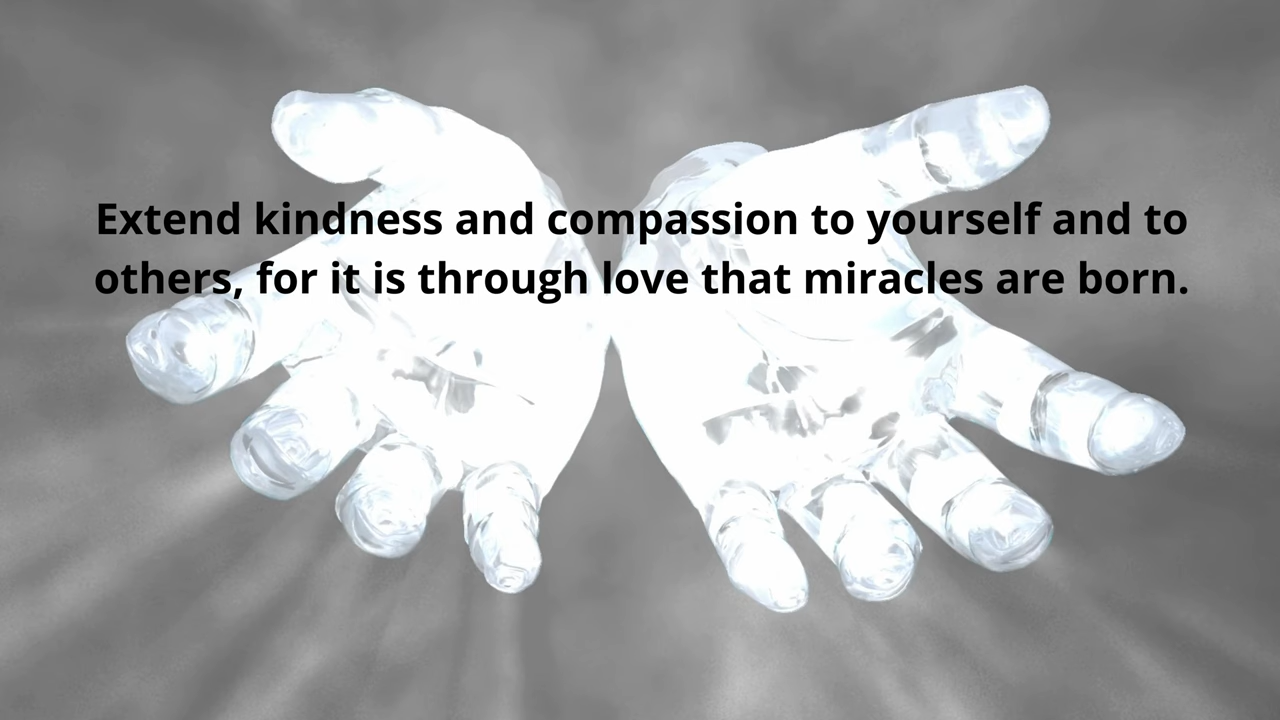 Extend kindness and compassion to yourself and to
others, for it is through love that miracles are born.